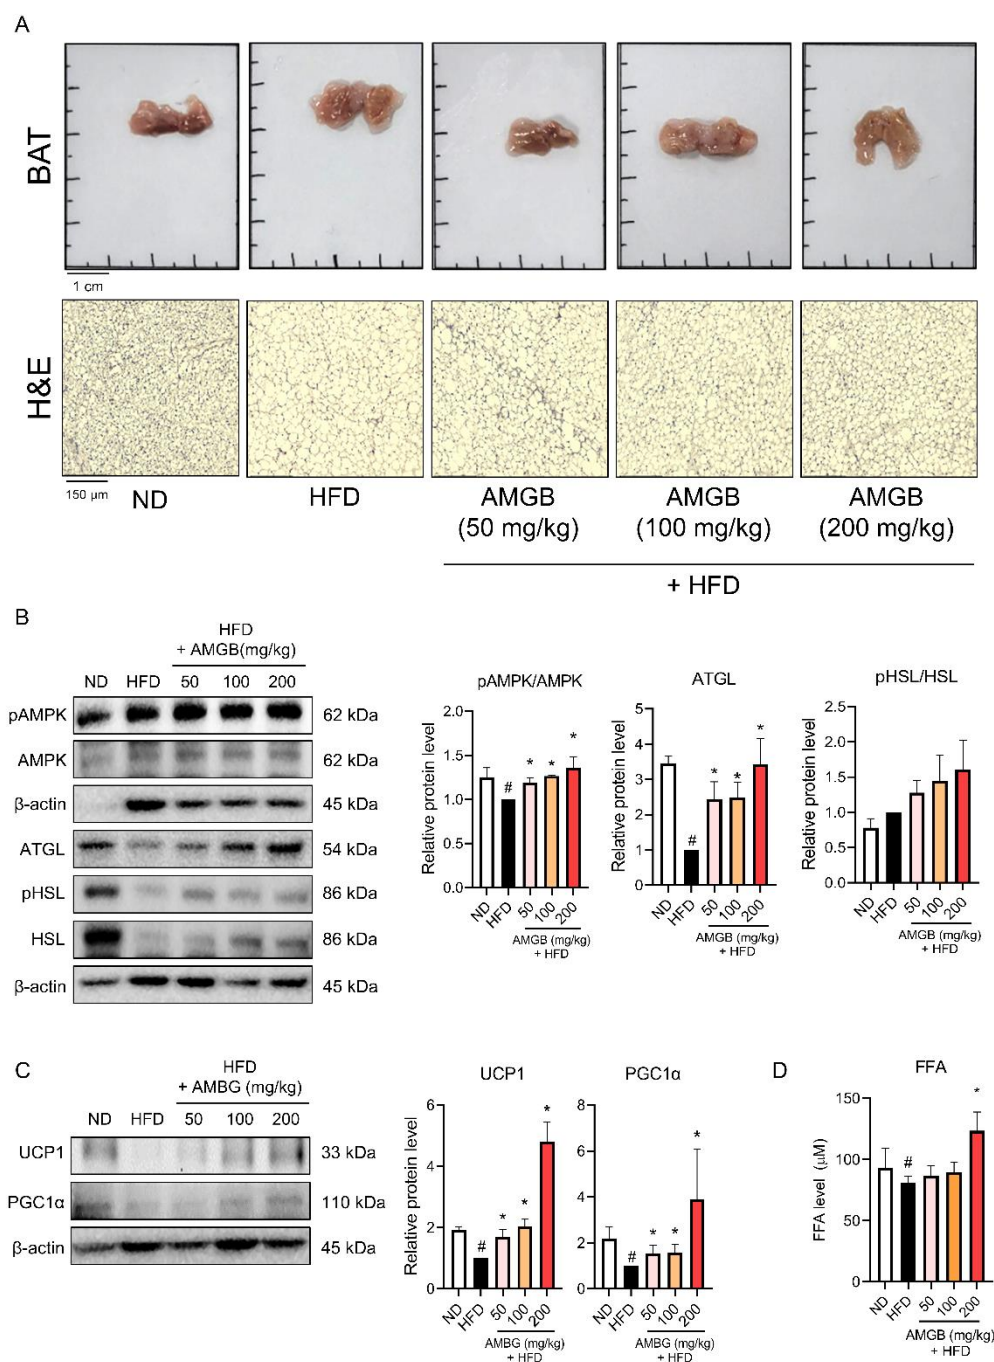 A
BAT
1 cm
H&E
150 μm
ND
HFD
AMGB
(50 mg/kg)
AMGB
(100 mg/kg)
AMGB
(200 mg/kg)
+ HFD
B
HFD
+ AMGB(mg/kg)
ND HFD 50 100 200
pAMPK 62 kDa
AMPK 62 kDa
β-actin 45 kDa
ATGL 54 kDa
pHSL 86 kDa
HSL 86 kDa
β-actin 45 kDa
pAMPK/AMPK
Relative protein level
2.0
1.5
1.0
0.5
0.0
#
*
*
*
ND HFD 50 100 200
AMGB (mg/kg)
+ HFD
ATGL
Relative protein level
5
4
3
2
1
0
#
*
*
*
ND HFD 50 100 200
AMGB (mg/kg)
+ HFD
pHSL/HSL
Relative protein level
2.5
2.0
1.5
1.0
0.5
0.0
ND HFD 50 100 200
AMGB (mg/kg)
+ HFD
C
HFD
+ AMBG (mg/kg)
ND HFD 50 100 200
UCP1 33 kDa
PGC1α 110 kDa
β-actin 45 kDa
UCP1
Relative protein level
6
4
2
0
#
*
*
*
ND HFD 50 100 200
AMBG (mg/kg)
+ HFD
PGC1α
8
6
4
2
0
#
*
*
*
ND HFD 50 100 200
AMBG (mg/kg)
+ HFD
D
FFA
FFA level (μM)
150
100
50
0
#
*
ND HFD 50 100 200
AMGB (mg/kg)
+ HFD